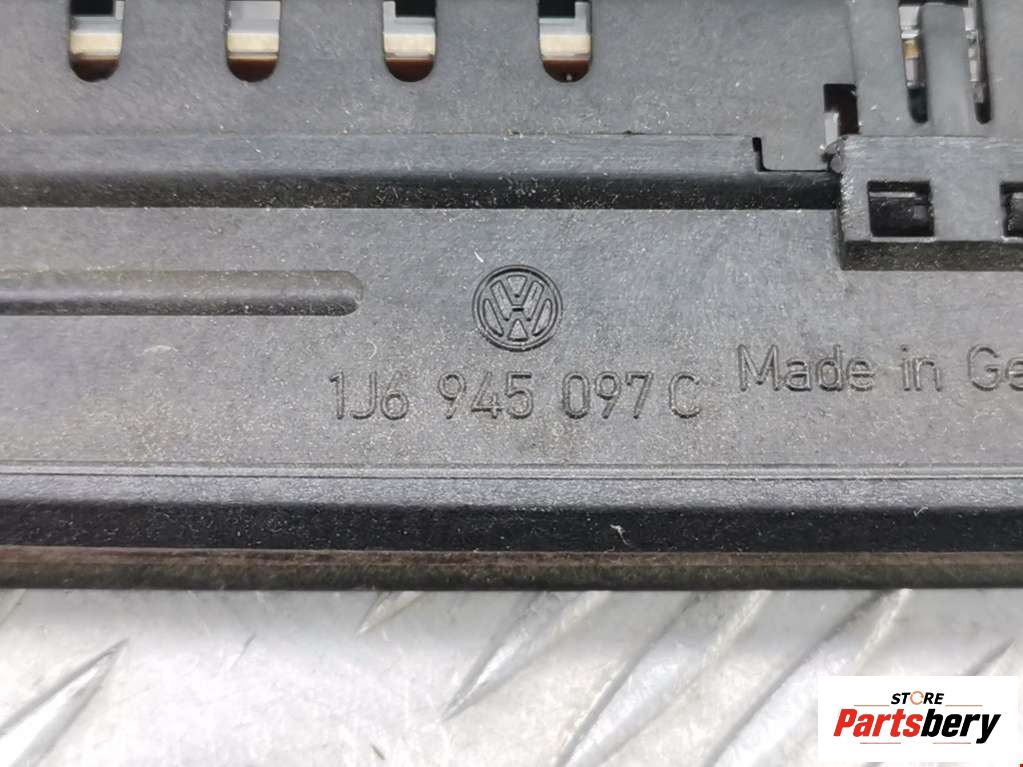 1J6 945 097 C
Made in Ge
STORE
Partsbery